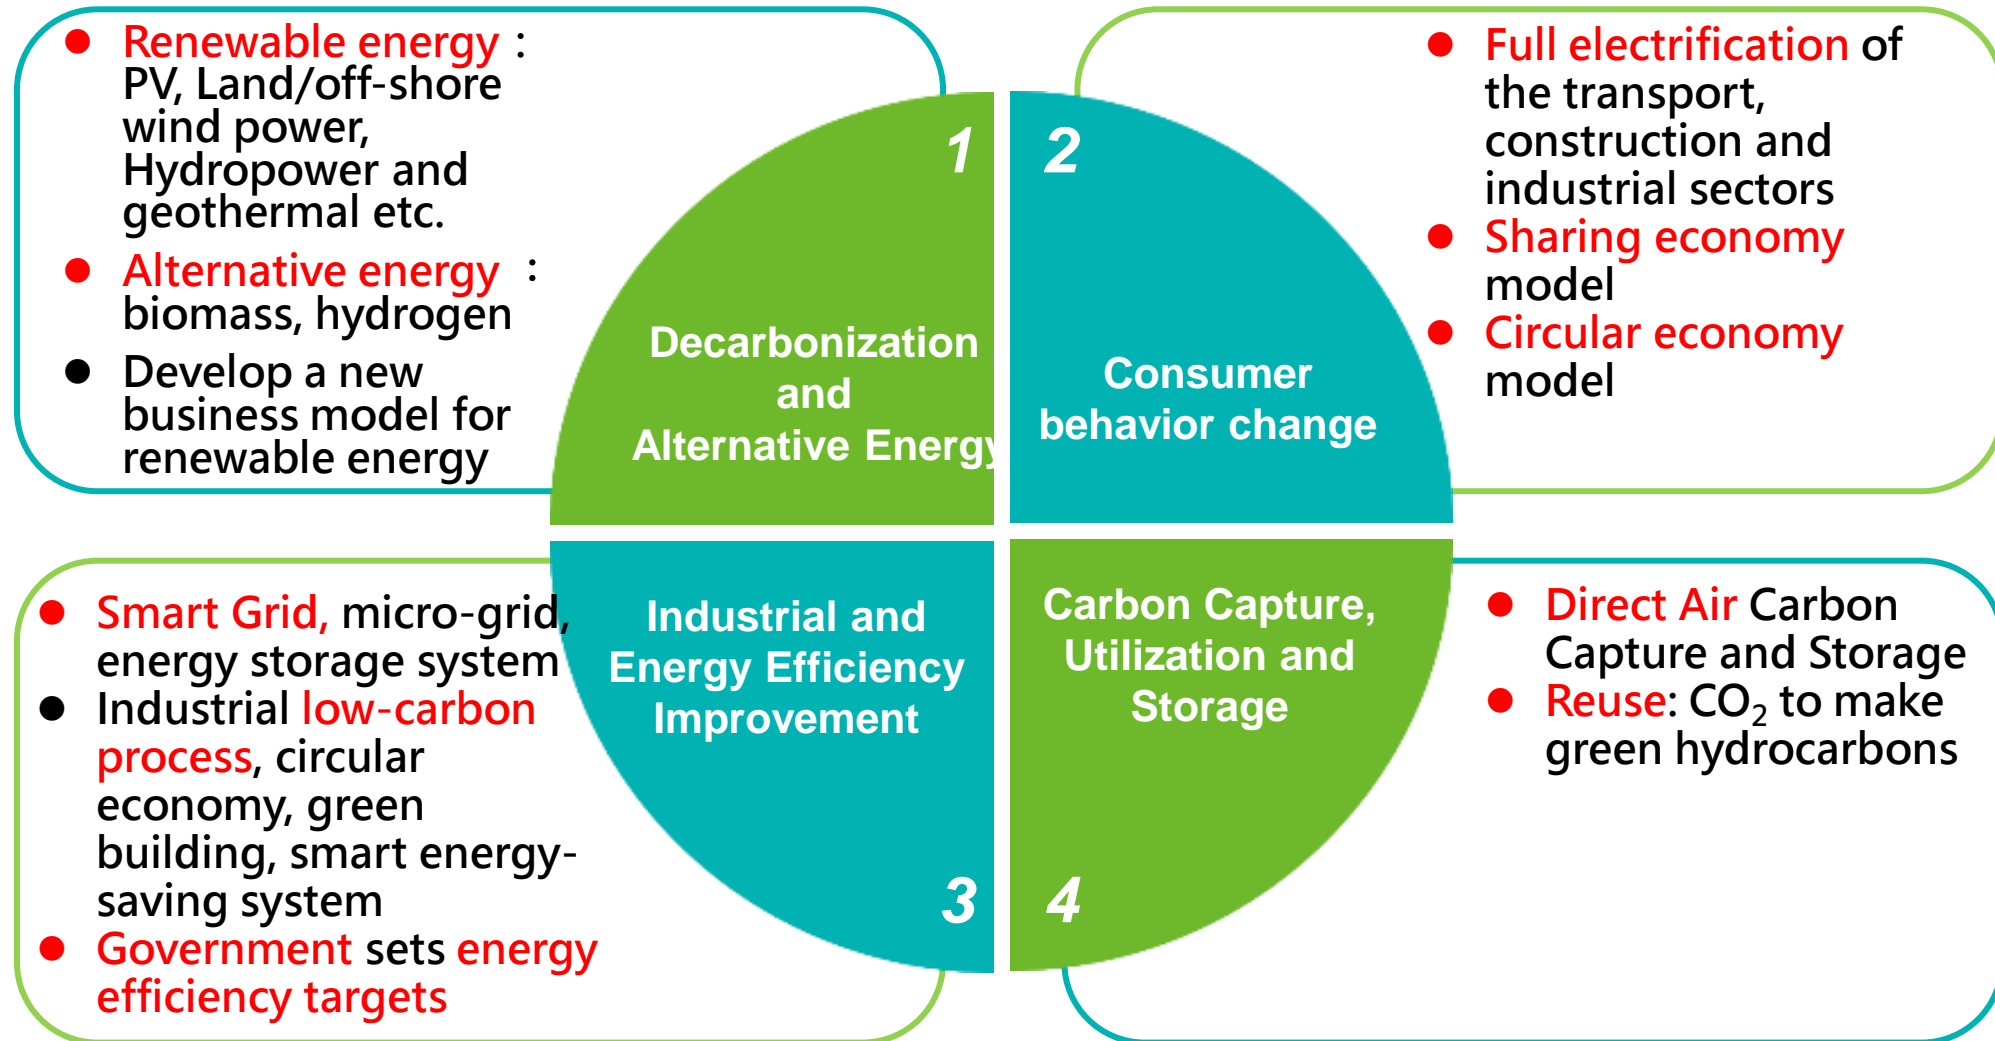 ● Renewable energy：
PV, Land/off-shore
wind power,
Hydropower and
geothermal etc.
● Alternative energy ：
biomass, hydrogen
● Develop a new
business model for
renewable energy
1
Decarbonization
and
Alternative Energy
2
Consumer
behavior change
● Full electrification of
the transport,
construction and
industrial sectors
● Sharing economy
model
● Circular economy
model
● Smart Grid, micro-grid,
energy storage system
● Industrial low-carbon
process, circular
economy, green
building, smart energy-
saving system
● Government sets energy
efficiency targets
Industrial and
Energy Efficiency
Improvement
3
Carbon Capture,
Utilization and
Storage
4
● Direct Air Carbon
Capture and Storage
● Reuse: CO₂ to make
green hydrocarbons